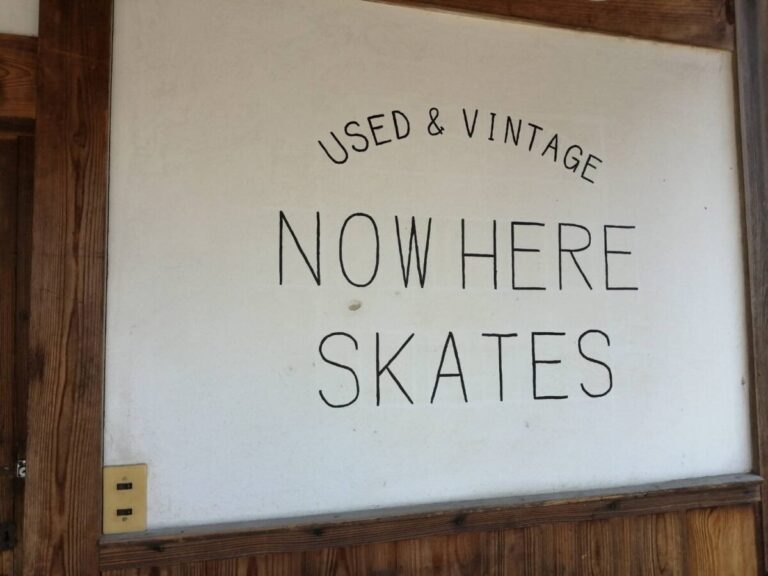 USED & VINTAGE
NOW HERE
SKATES